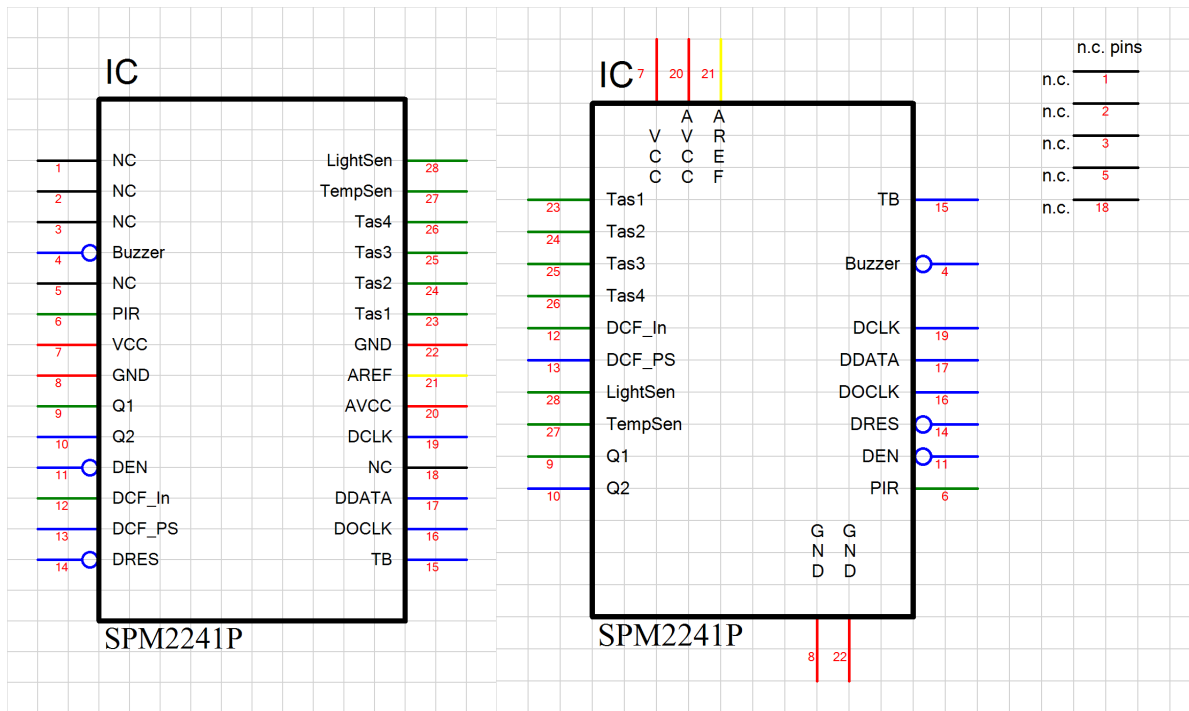 IC
NC LightSen
1 28
NC TempSen
2 27
NC Tas4
3 26
Buzzer Tas3
4 25
NC Tas2
5 24
PIR Tas1
6 23
VCC GND
7 22
GND AREF
8 21
Q1 AVCC
9 20
Q2 DCLK
10 19
DEN NC
11 18
DCF_In DDATA
12 17
DCF_PS DOCLK
13 16
DRES TB
14 15
SPM2241P
IC
7 20 21
VCC AVCC AREF
Tas1 TB
23 15
Tas2
24
Tas3 Buzzer
25 4
Tas4
26
DCF_In DCLK
12 19
DCF_PS DDATA
13 17
LightSen DOCLK
28 16
TempSen DRES
27 14
Q1 DEN
9 11
Q2 PIR
10 6
GND GND
SPM2241P
8 22
n.c. pins
n.c. 1
n.c. 2
n.c. 3
n.c. 5
n.c. 18